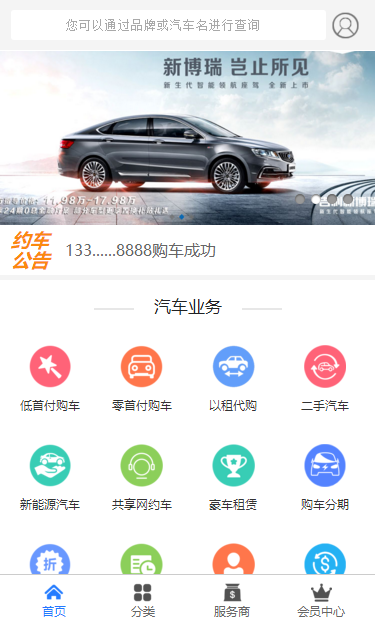 您可以通过品牌或汽车名进行查询
新博瑞 岂止所见
新生代智能领航座驾 全新上市
11.98万-17.98万
约车
公告
133......8888购车成功
汽车业务
低首付购车
零首付购车
以租代购
二手汽车
新能源汽车
共享网约车
豪车租赁
购车分期
折
首页
分类
服务商
会员中心